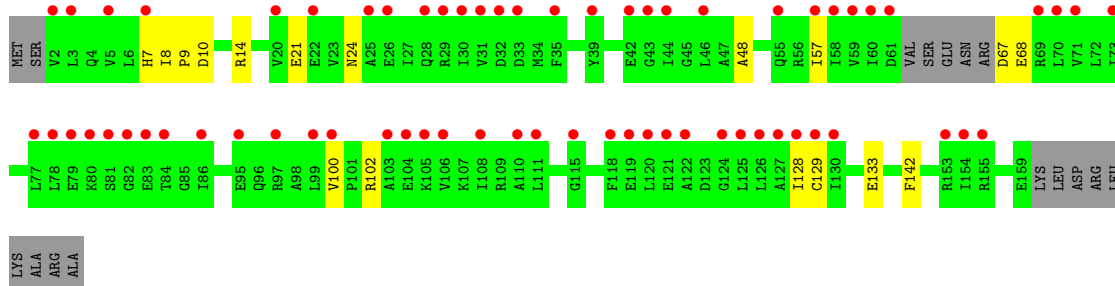 MET SER V2 L3 Q4 V5 L6 H7 I8 P9 D10 R14 V20 E21 E22 V23 N24 A25 E26 I27 Q28 R29 I30 V31 D32 D33 M34 F35 Y39 E42 G43 I44 G45 L46 A47 A48 Q55 R56 I57 I58 V59 I60 D61 VAL SER GLU ASN ARG D67 E68 R69 L70 V71 L72
L77 L78 E79 K80 S81 G82 E83 T84 G85 I86 E95 Q96 R97 A98 L99 V100 P101 R102 A103 E104 K105 V106 K107 I108 R109 A110 L111 G115 F118 E119 L120 E121 A122 D123 G124 L125 L126 A127 I128 C129 I130 E133 F142 R153 I154 R155 E159 LYS LEU ASP ARG LEU
LYS ALA ARG ALA